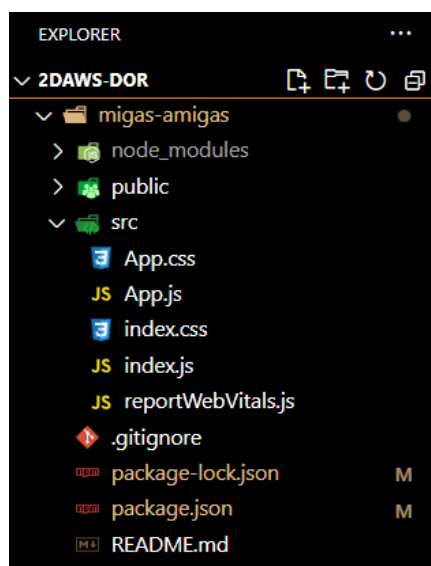 EXPLORER ...
2DAWS-DOR
migas-amigas
node_modules
public
src
App.css
JS App.js
index.css
JS index.js
JS reportWebVitals.js
.gitignore
package-lock.json M
package.json M
README.md